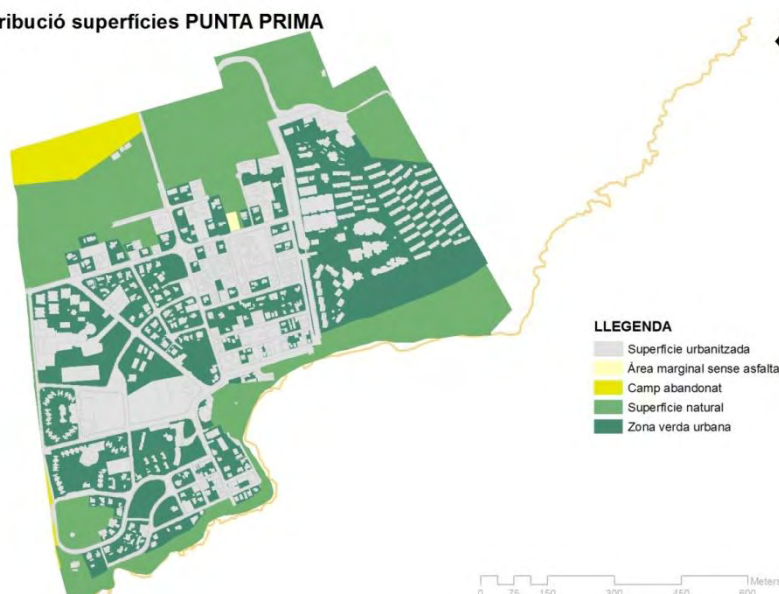 ribució superfícies PUNTA PRIMA
LLEGENDA
Superfície urbanitzada
Àrea marginal sense asfalta
Camp abandonat
Superfície natural
Zona verda urbana
Meters
0 75 150 300 450 600